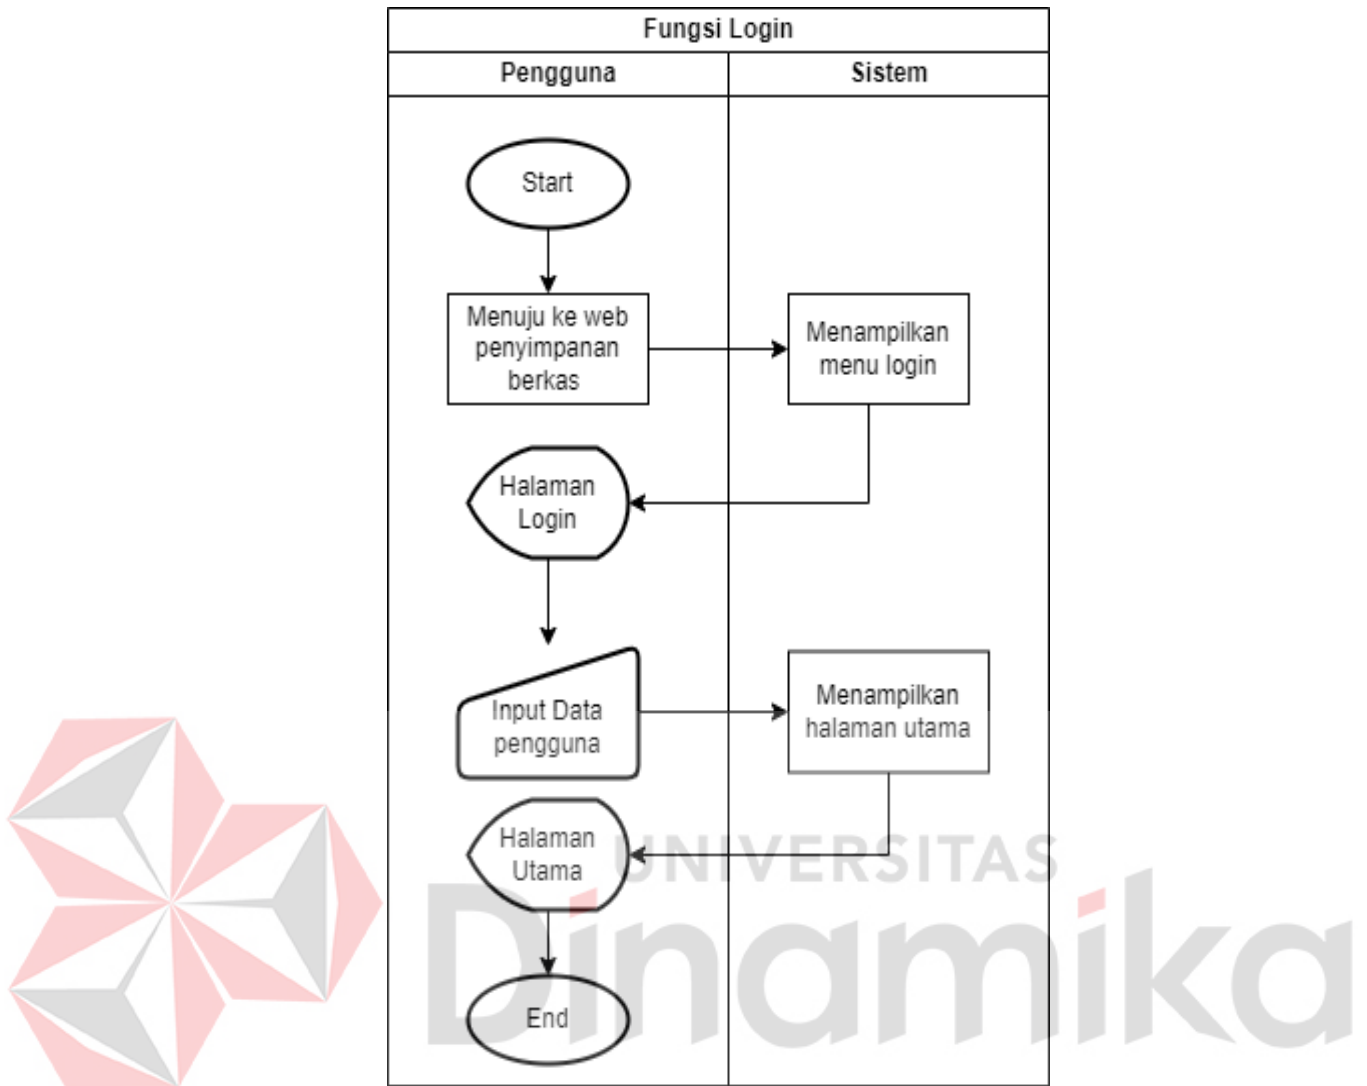 Fungsi Login
Pengguna
Sistem
Start
Menuju ke web
penyimpanan
berkas
Menampilkan
menu login
Halaman
Login
Input Data
pengguna
Menampilkan
halaman utama
Halaman
Utama
UNIVERSITAS
Dinamika
End